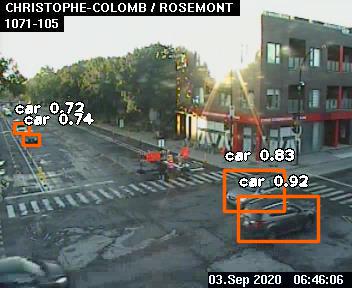 CHRISTOPHE-COLOMB / ROSEMONT
1071-105
car 0.72
car 0.74
car 0.83
car 0.92
03.Sep 2020 06:46:06